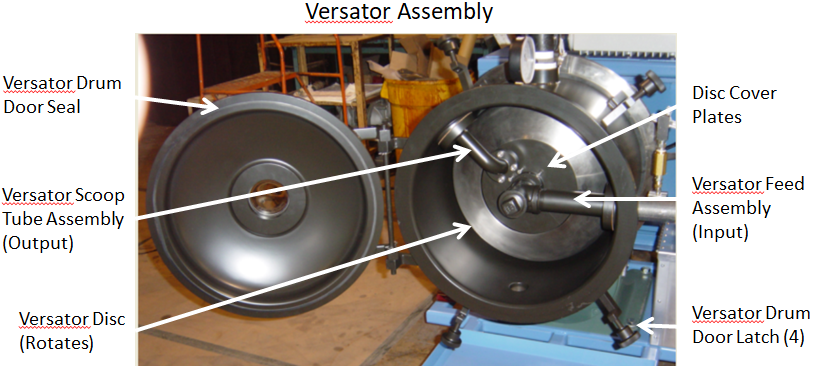 Versator Assembly
Versator Drum
Door Seal
Versator Scoop
Tube Assembly
(Output)
Versator Disc
(Rotates)
Disc Cover
Plates
Versator Feed
Assembly
(Input)
Versator Drum
Door Latch (4)